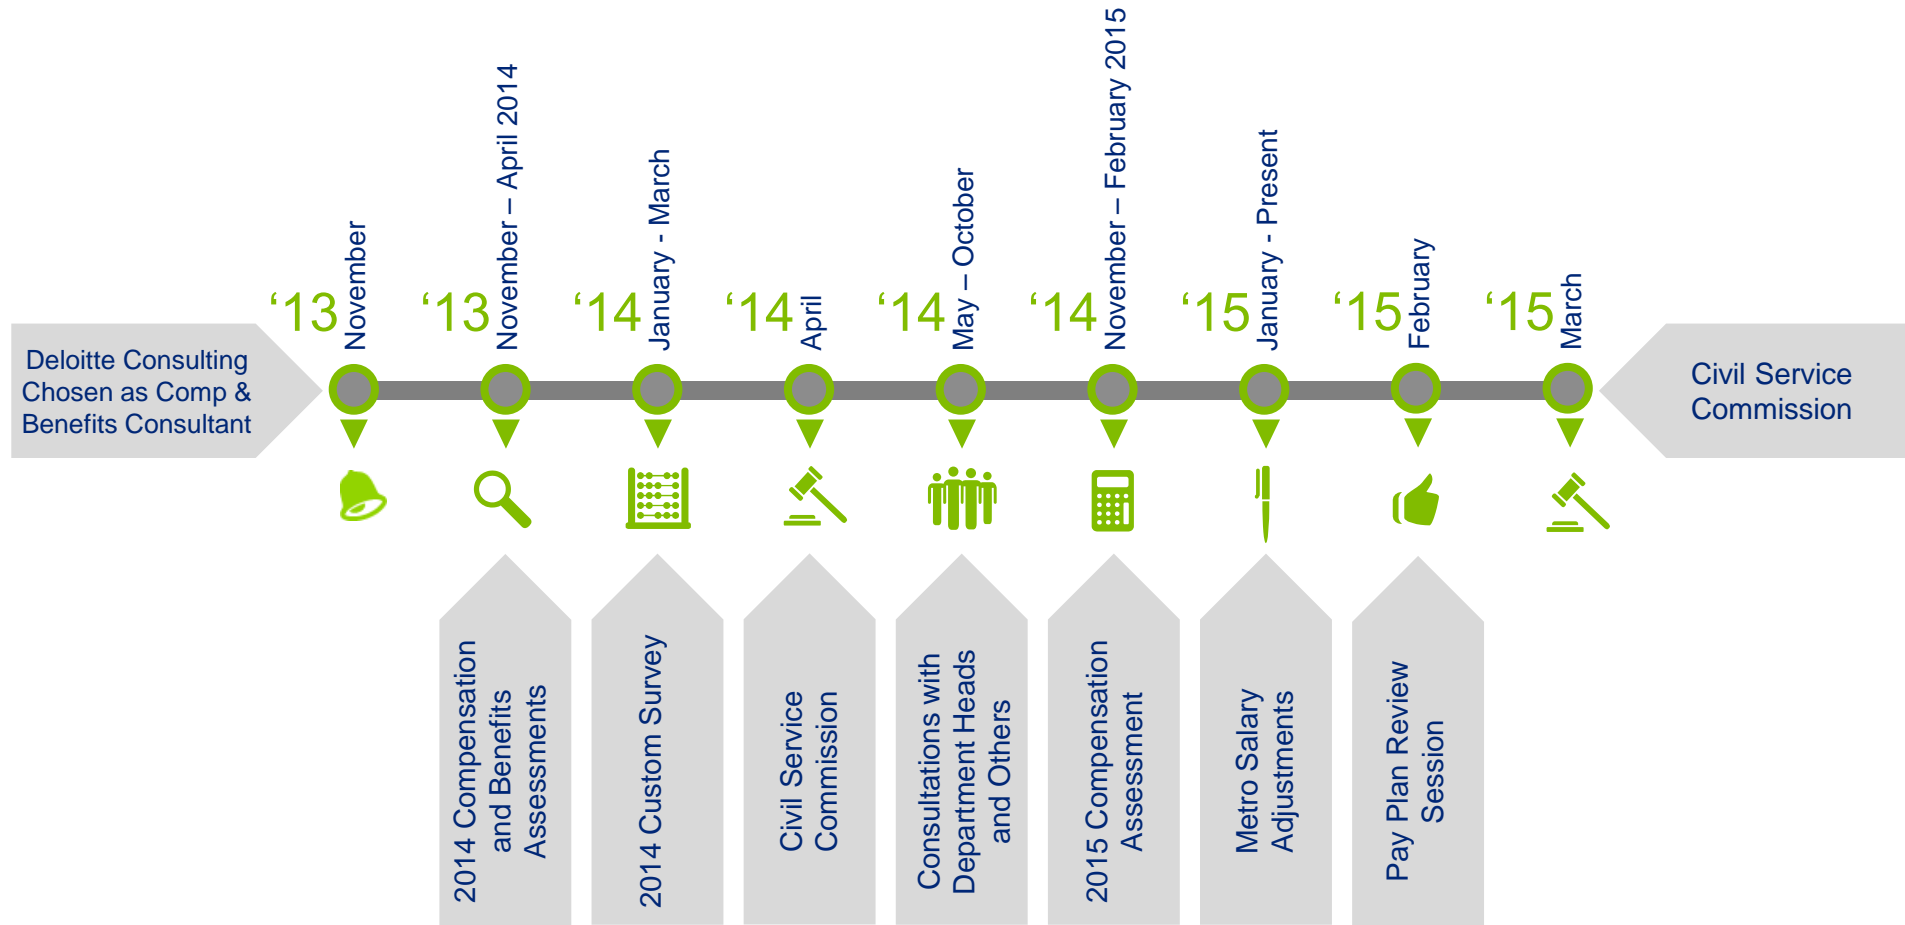 Deloitte Consulting
Chosen as Comp &
Benefits Consultant
‘13
November
‘13
November – April 2014
‘14
January - March
‘14
April
‘14
May – October
‘14
November – February 2015
‘15
January - Present
‘15
February
‘15
March
Civil Service
Commission
2014 Compensation
and Benefits
Assessments
2014 Custom Survey
Civil Service
Commission
Consultations with
Department Heads
and Others
2015 Compensation
Assessment
Metro Salary
Adjustments
Pay Plan Review
Session